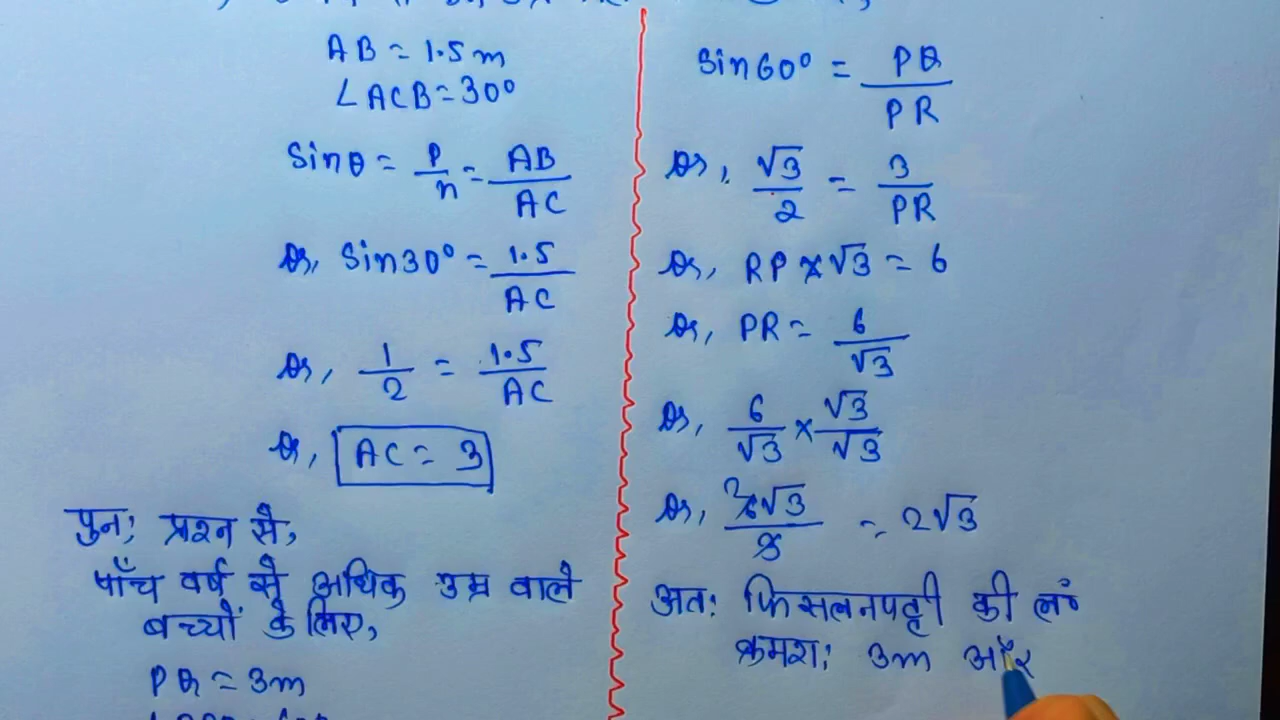 AB = 1.5m
∠ACB = 30°
Sinθ = P/h = AB/AC
Or, Sin30° = 1.5/AC
Or, 1/2 = 1.5/AC
Or, AC = 3
पुनः प्रश्न से,
पाँच वर्ष से अधिक उम्र वाले
बच्चों के लिए,
PQ = 3m
Sin60° = PQ/PR
Or, √3/2 = 3/PR
Or, RP × √3 = 6
Or, PR = 6/√3
Or, 6/√3 × √3/√3
Or, 6√3/3 = 2√3
अतः फिसलनपट्टी की लं
क्रमशः 3m और